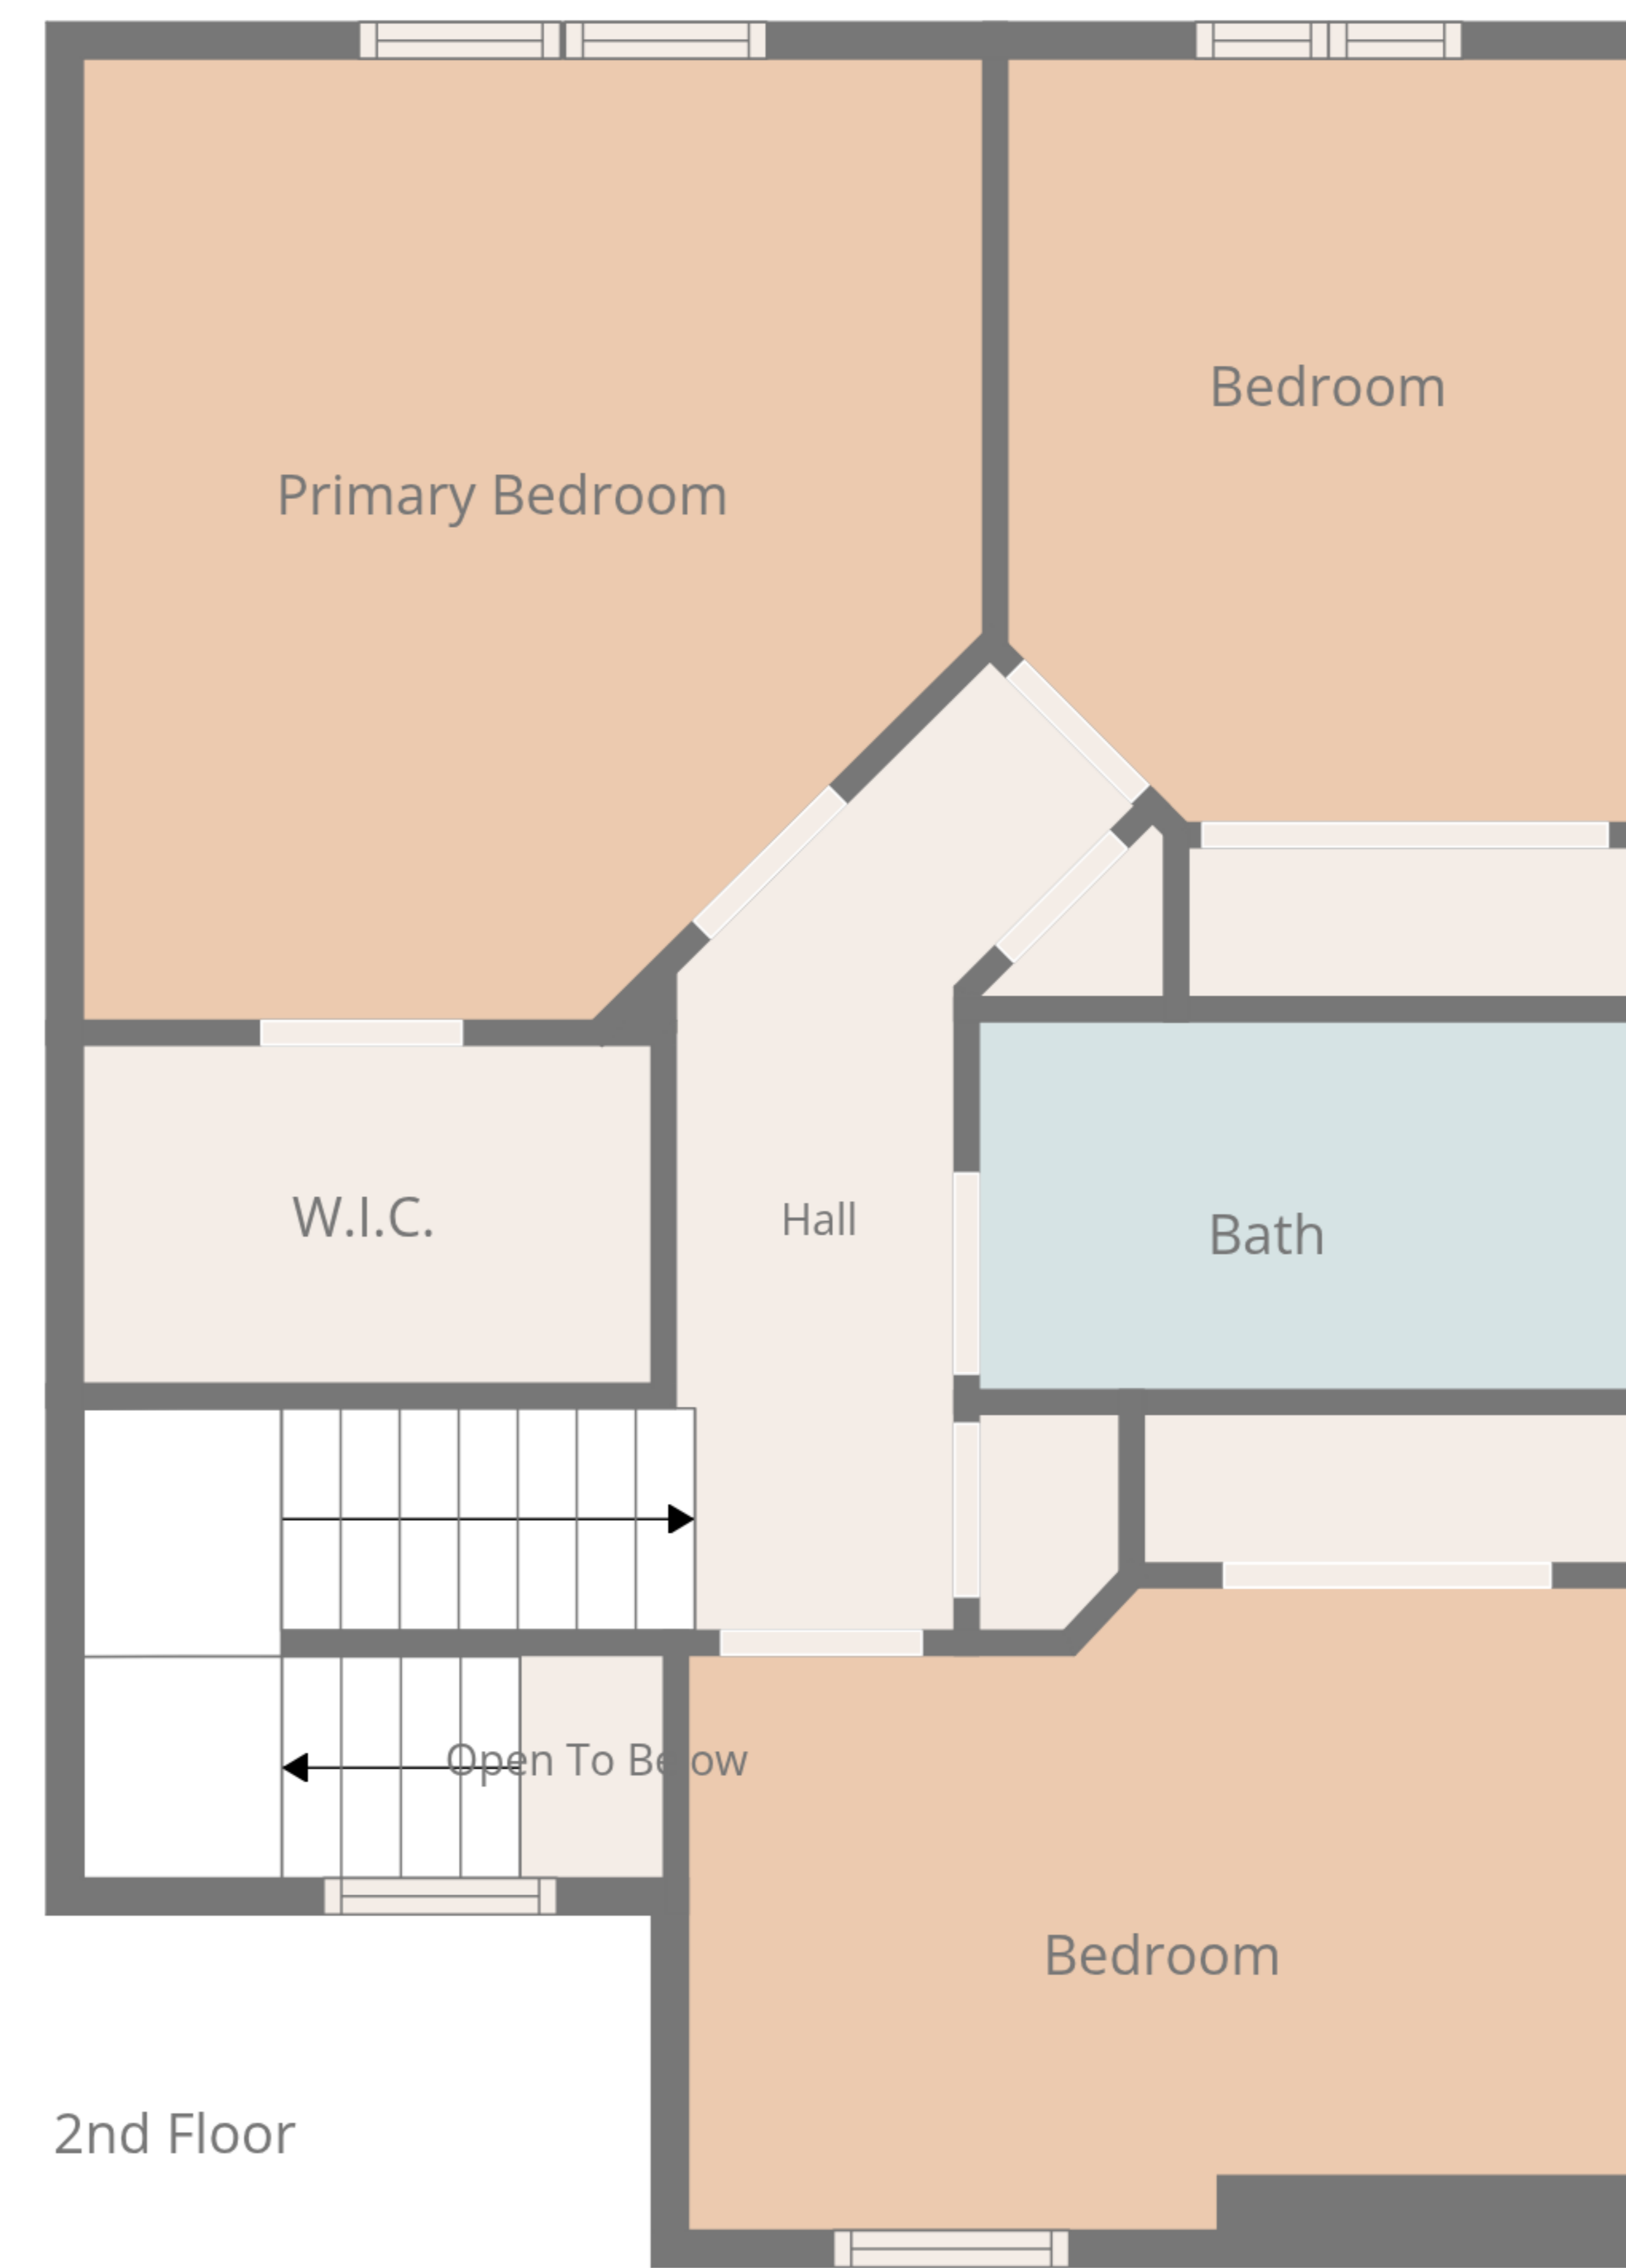 Bedroom
Primary Bedroom
W.I.C.
Hall
Bath
Open To Below
Bedroom
2nd Floor